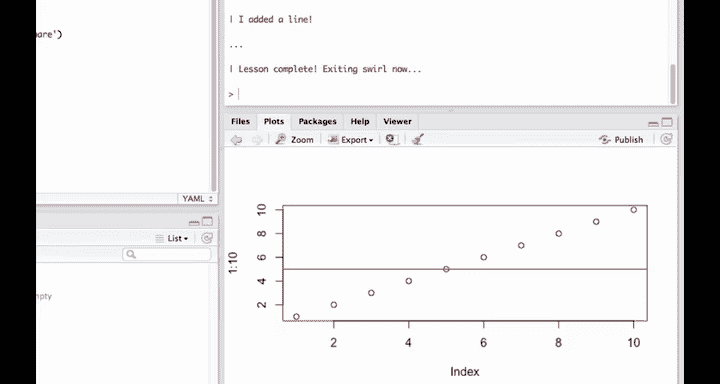 are')
| I added a line!
...
| Lesson complete! Exiting swirl now...
>
YAML
List
mpty
Files Plots Packages Help Viewer
Zoom Export Publish
10
8
6
4
2
1:10
2 4 6 8 10
Index